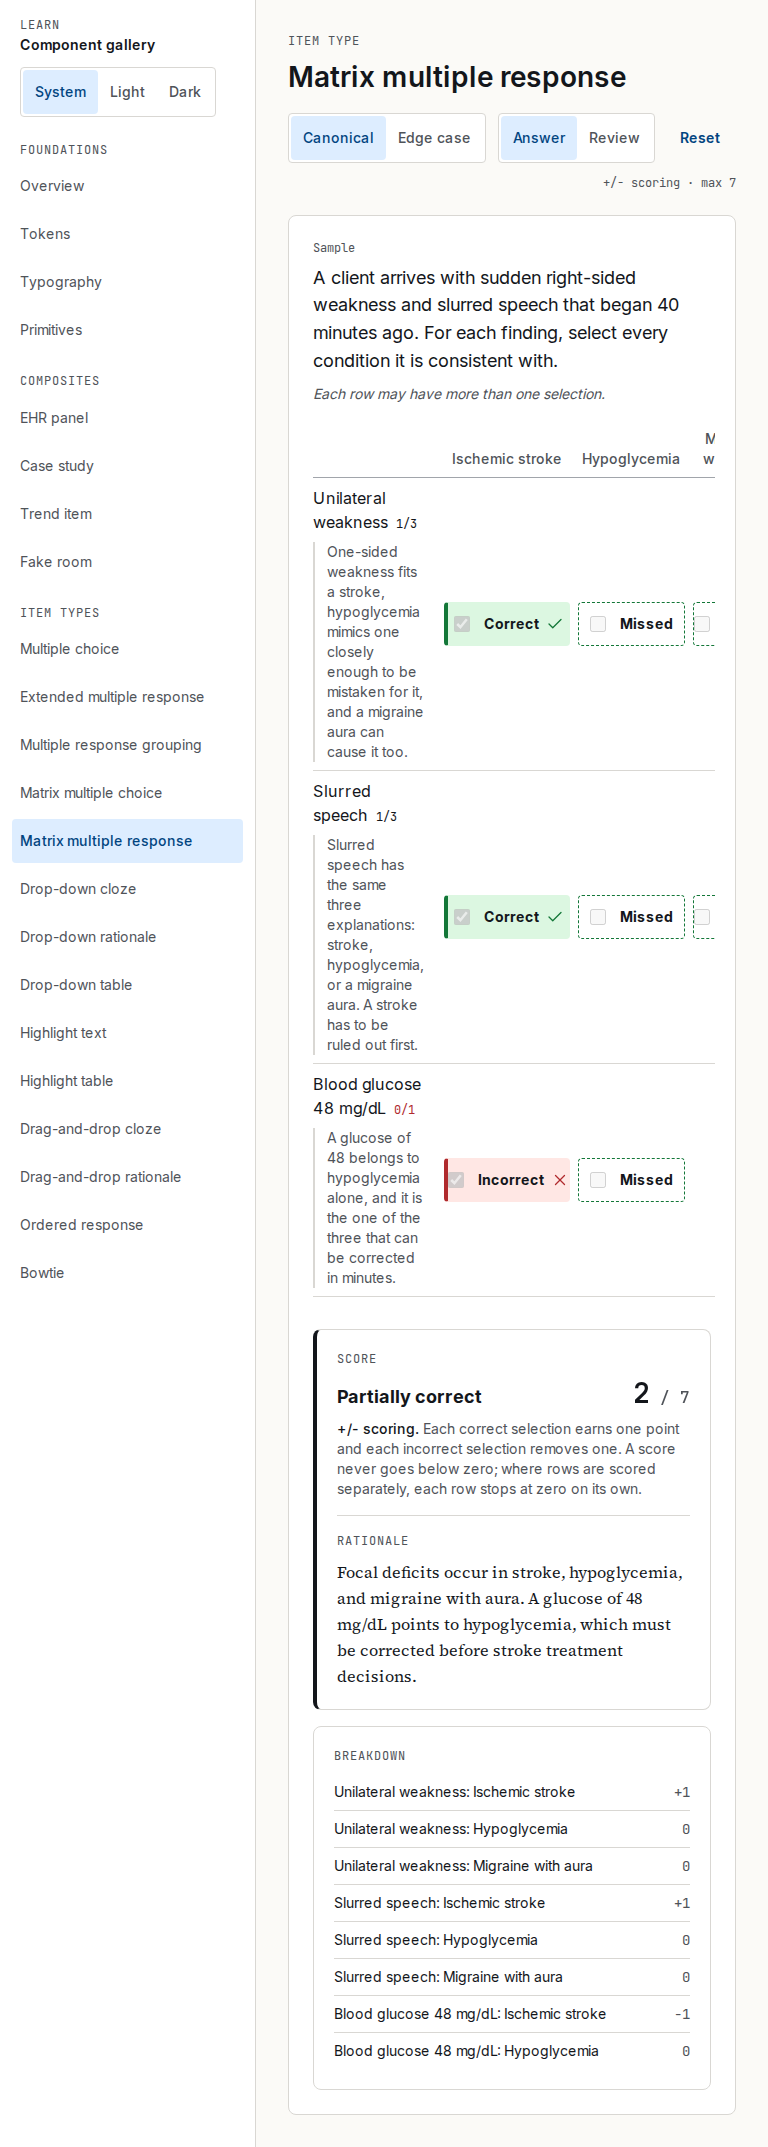 LEARN
Component gallery
System Light Dark
FOUNDATIONS
Overview
Tokens
Typography
Primitives
COMPOSITES
EHR panel
Case study
Trend item
Fake room
ITEM TYPES
Multiple choice
Extended multiple response
Multiple response grouping
Matrix multiple choice
Matrix multiple response
Drop-down cloze
Drop-down rationale
Drop-down table
Highlight text
Highlight table
Drag-and-drop cloze
Drag-and-drop rationale
Ordered response
Bowtie
ITEM TYPE
Matrix multiple response
Canonical Edge case Answer Review Reset
+/- scoring · max 7
Sample
A client arrives with sudden right-sided
weakness and slurred speech that began 40
minutes ago. For each finding, select every
condition it is consistent with.
Each row may have more than one selection.
Ischemic stroke Hypoglycemia
Unilateral
weakness 1/3
One-sided
weakness fits
a stroke,
hypoglycemia
mimics one
closely
enough to be
mistaken for it,
and a migraine
aura can
cause it too.
Correct Missed
Slurred
speech 1/3
Slurred
speech has
the same
three
explanations:
stroke,
hypoglycemia,
or a migraine
aura. A stroke
has to be
ruled out first.
Correct Missed
Blood glucose
48 mg/dL 0/1
A glucose of
48 belongs to
hypoglycemia
alone, and it is
the one of the
three that can
be corrected
in minutes.
Incorrect Missed
SCORE
Partially correct 2 / 7
+/- scoring. Each correct selection earns one point
and each incorrect selection removes one. A score
never goes below zero; where rows are scored
separately, each row stops at zero on its own.
RATIONALE
Focal deficits occur in stroke, hypoglycemia,
and migraine with aura. A glucose of 48
mg/dL points to hypoglycemia, which must
be corrected before stroke treatment
decisions.
BREAKDOWN
Unilateral weakness: Ischemic stroke +1
Unilateral weakness: Hypoglycemia 0
Unilateral weakness: Migraine with aura 0
Slurred speech: Ischemic stroke +1
Slurred speech: Hypoglycemia 0
Slurred speech: Migraine with aura 0
Blood glucose 48 mg/dL: Ischemic stroke -1
Blood glucose 48 mg/dL: Hypoglycemia 0